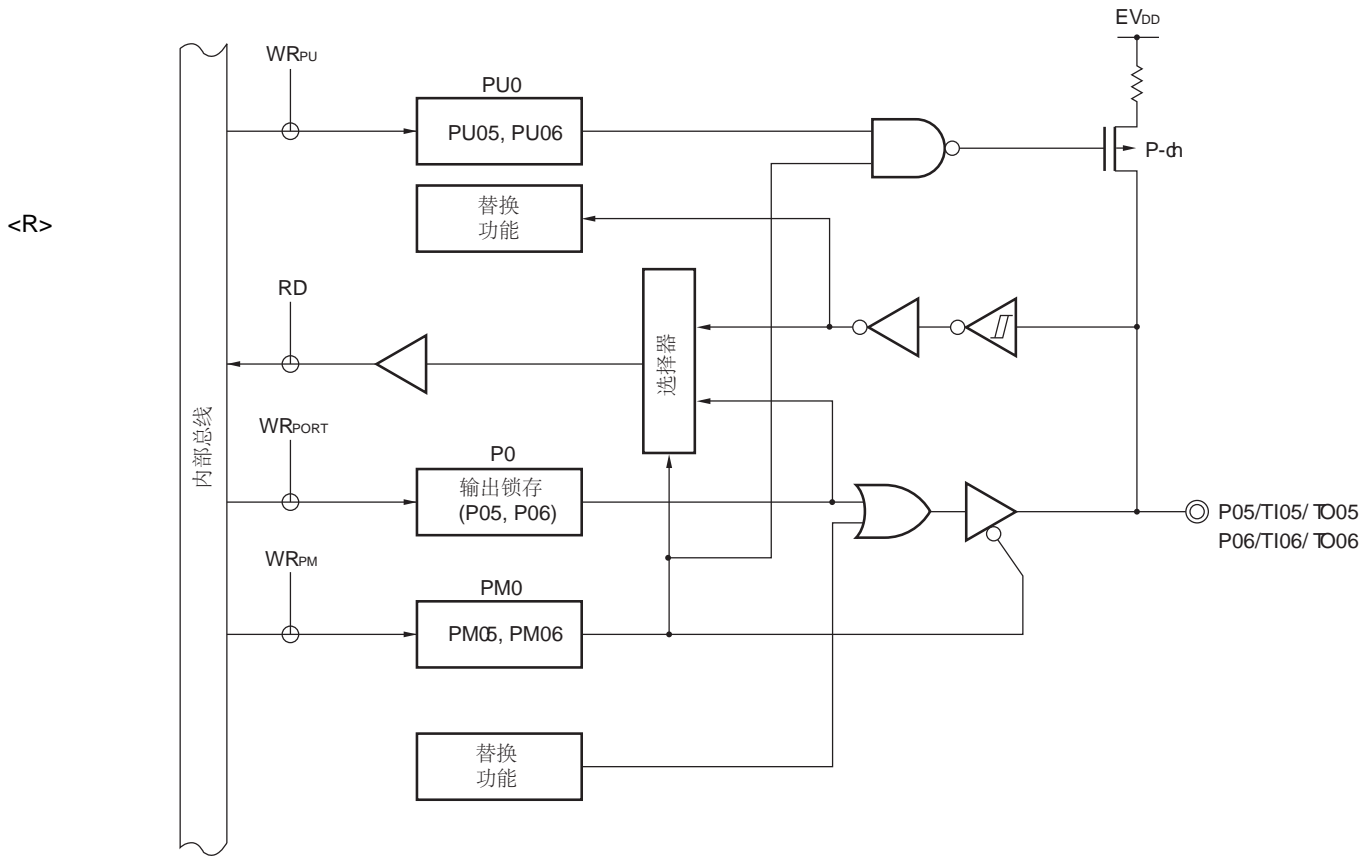 EVDD
WRPU
PU0
PU05, PU06
P-ch
<R>
替换
功能
RD
选择器
内部总线
WRPORT
P0
输出锁存
(P05, P06)
P05/TI05/TO05
P06/TI06/TO06
WRPM
PM0
PM05, PM06
替换
功能